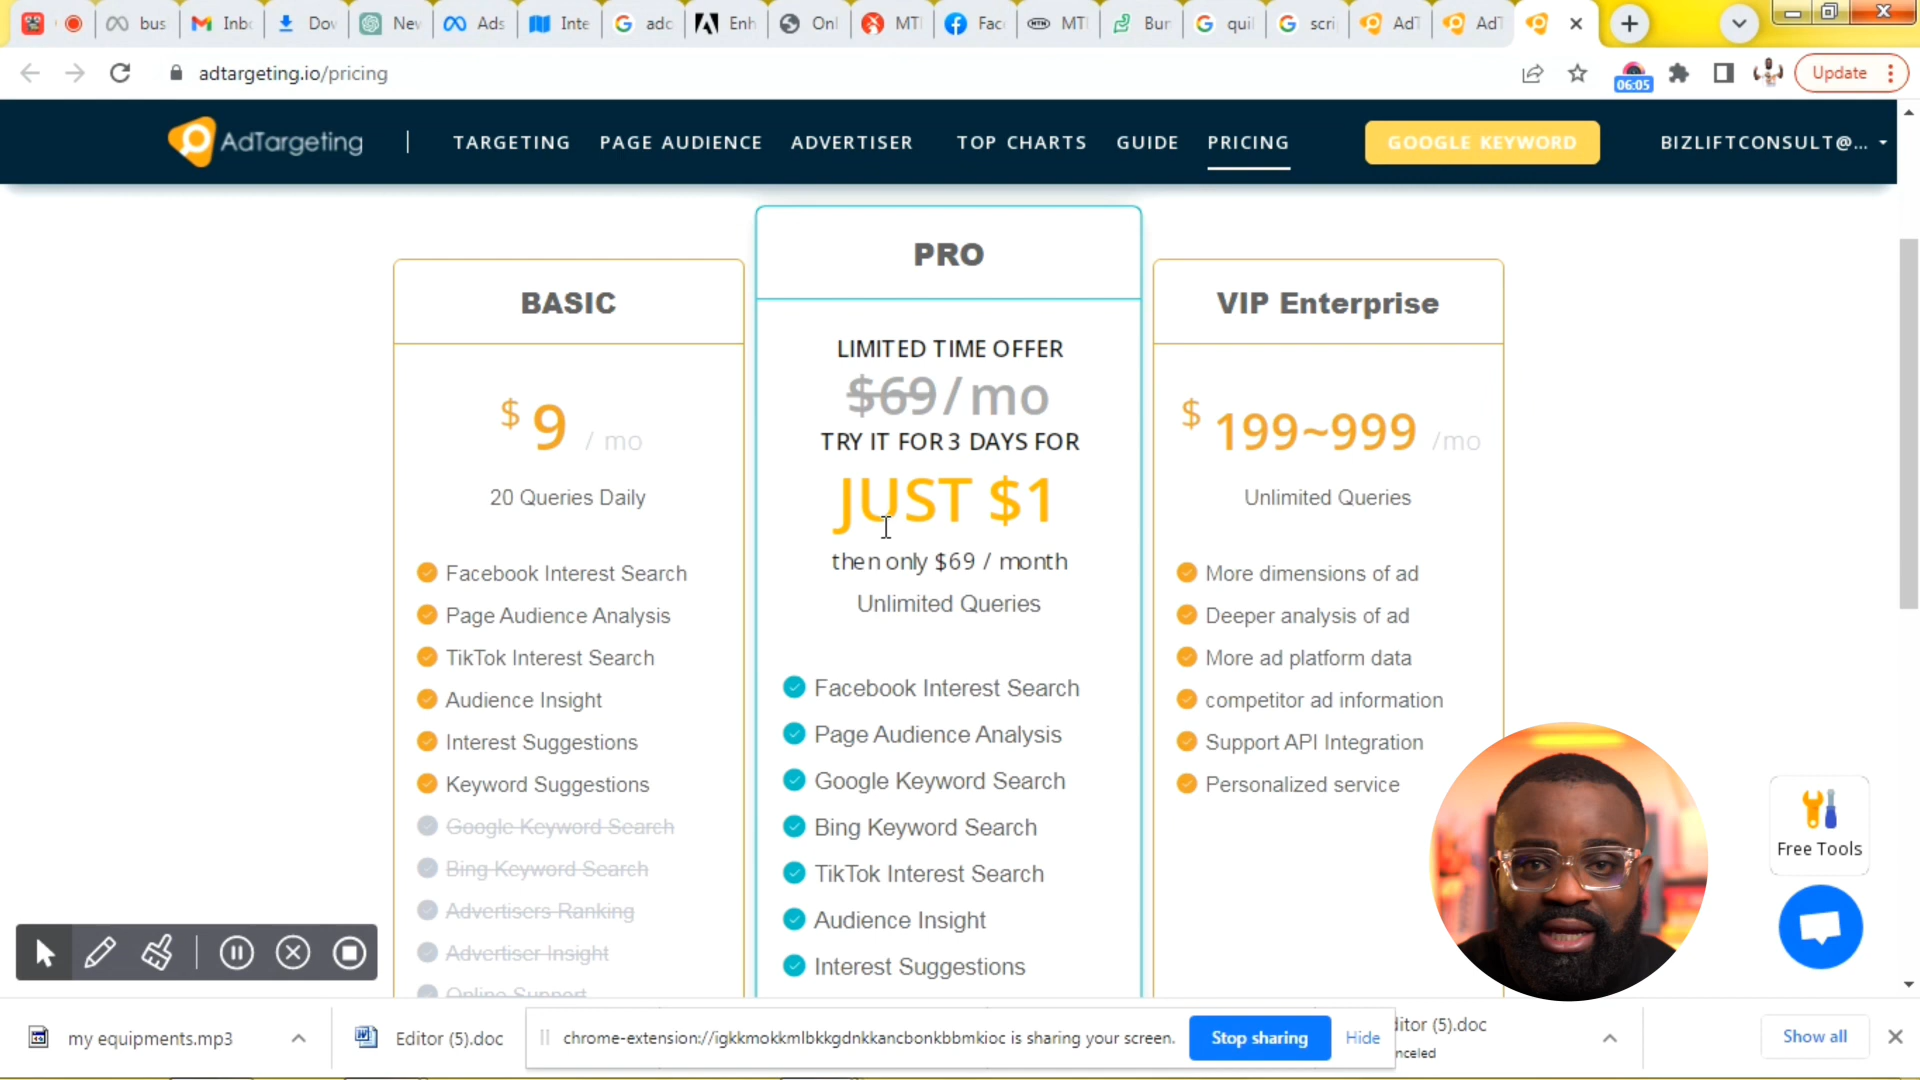 bus
Inbo
Dov
Nev
Ads
Inte
adc
Enh
Onl
MT
Fac
MT
Bun
quil
scri
AdT
AdT
adtargeting.io/pricing
06:05
Update
AdTargeting
TARGETING
PAGE AUDIENCE
ADVERTISER
TOP CHARTS
GUIDE
PRICING
GOOGLE KEYWORD
BIZLIFTCONSULT@...
BASIC
$ 9 / mo
20 Queries Daily
Facebook Interest Search
Page Audience Analysis
TikTok Interest Search
Audience Insight
Interest Suggestions
Keyword Suggestions
Google Keyword Search
Bing Keyword Search
Advertisers Ranking
Advertiser Insight
Online Support
PRO
LIMITED TIME OFFER
$69/mo
TRY IT FOR 3 DAYS FOR
JUST $1
then only $69 / month
Unlimited Queries
Facebook Interest Search
Page Audience Analysis
Google Keyword Search
Bing Keyword Search
TikTok Interest Search
Audience Insight
Interest Suggestions
VIP Enterprise
$ 199~999 /mo
Unlimited Queries
More dimensions of ad
Deeper analysis of ad
More ad platform data
competitor ad information
Support API Integration
Personalized service
Free Tools
my equipments.mp3
Editor (5).doc
chrome-extension://igkkmokkmlbkkgdnkkancbonkbbmkioc is sharing your screen.
Stop sharing
Hide
ditor (5).doc
nceled
Show all